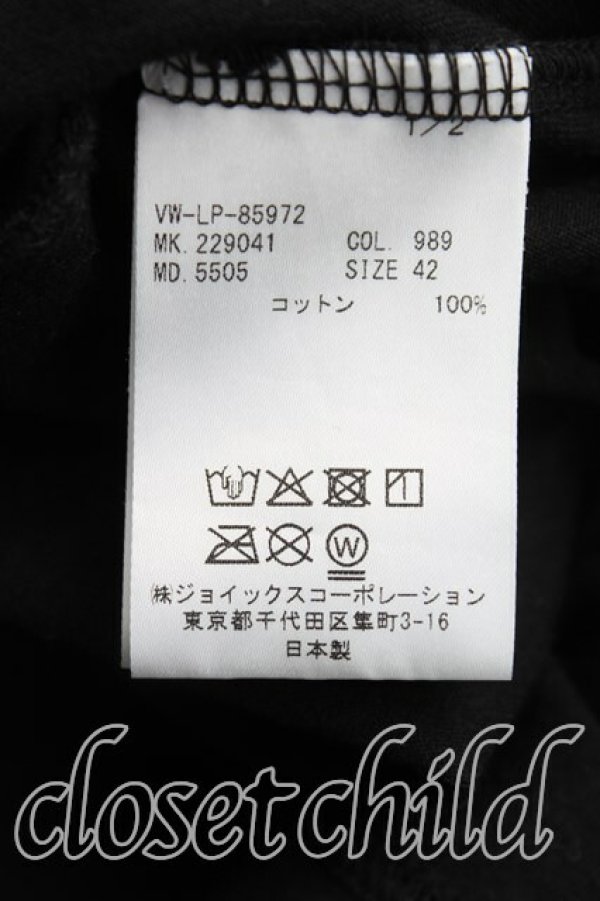 1/2
VW-LP-85972
MK. 229041 COL. 989
MD. 5505 SIZE 42
コットン 100%
W
㈱ジョイックスコーポレーション
東京都千代田区隼町3-16
日本製
closet child